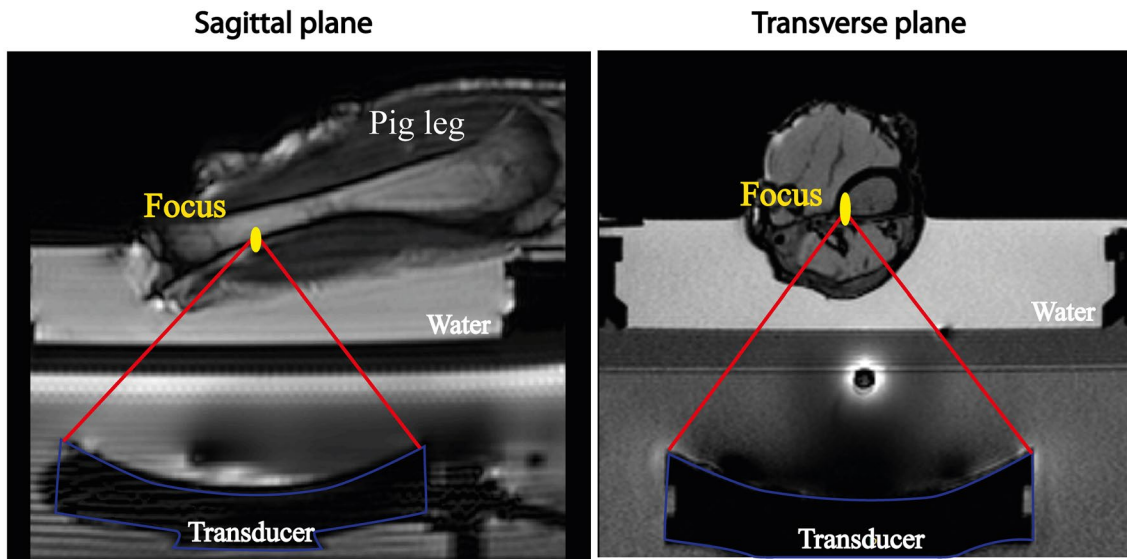 Sagittal plane
Transverse plane
Pig leg
Focus
Water
Transducer
Focus
Water
Transducer